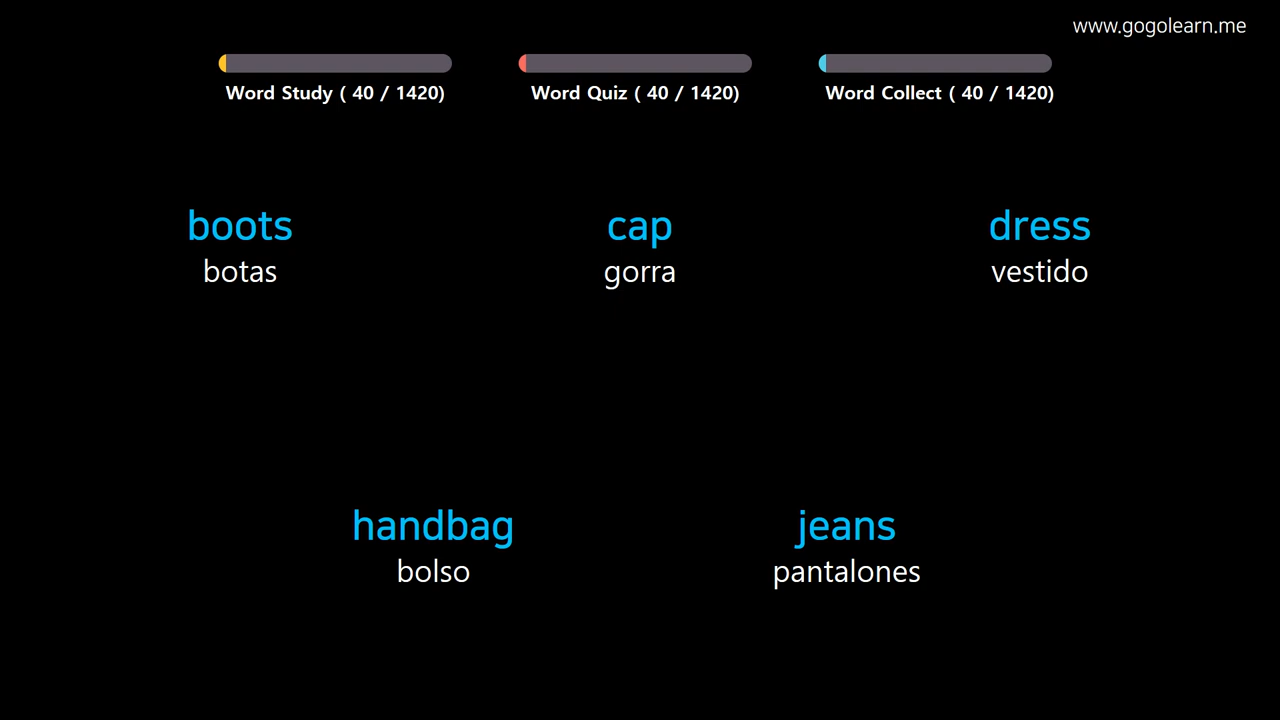 www.gogolearn.me
Word Study ( 40 / 1420)
Word Quiz ( 40 / 1420)
Word Collect ( 40 / 1420)
boots
botas
cap
gorra
dress
vestido
handbag
bolso
jeans
pantalones